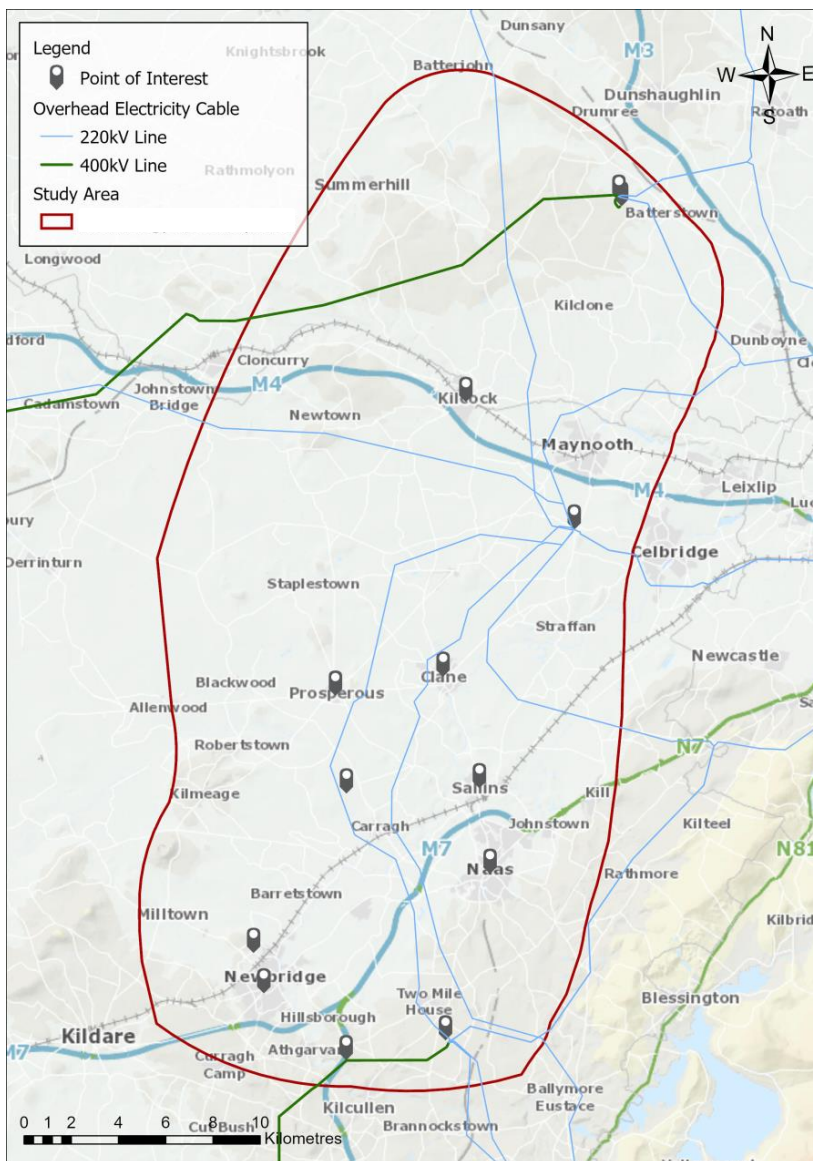 Legend
Point of Interest
Overhead Electricity Cable
220kV Line
400kV Line
Study Area
N
W E
S
Dunsany
Knightsbrook
Batterjohn
M3
Dunshaughlin
Drumree
Ratoath
Rathmolyon
Summerhill
Batterstown
Longwood
Kilclone
Dunboyne
Cloncurry
M4
Johnstown
Bridge
Cadamstown
Kilcock
Newtown
Maynooth
M4
Leixlip
Celbridge
Derrinturn
Staplestown
Straffan
Newcastle
Blackwood
Prosperous
Clane
Allenwood
Robertstown
N7
Kilmeage
Sallins
Kill
Carragh
Johnstown
Kilteel
M7
N81
Naas
Rathmore
Barretstown
Milltown
Kilbrid
Newbridge
Two Mile
House
Blessington
Hillsborough
Kildare
M7
Athgarvan
Curragh
Camp
Kilcullen
Ballymore
Eustace
Cut Bush
Brannockstown
0 1 2 4 6 8 10
Kilometres